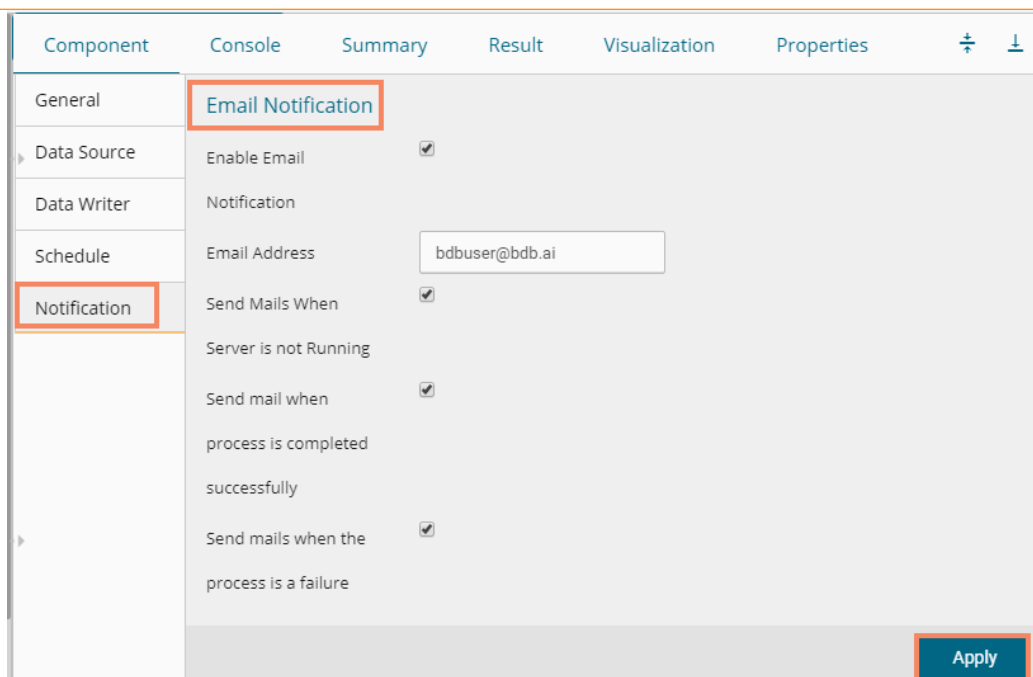 Component Console Summary Result Visualization Properties
General
Data Source
Data Writer
Schedule
Notification
Email Notification
Enable Email
Notification
Email Address bdbuser@bdb.ai
Send Mails When
Server is not Running
Send mail when
process is completed
successfully
Send mails when the
process is a failure
Apply